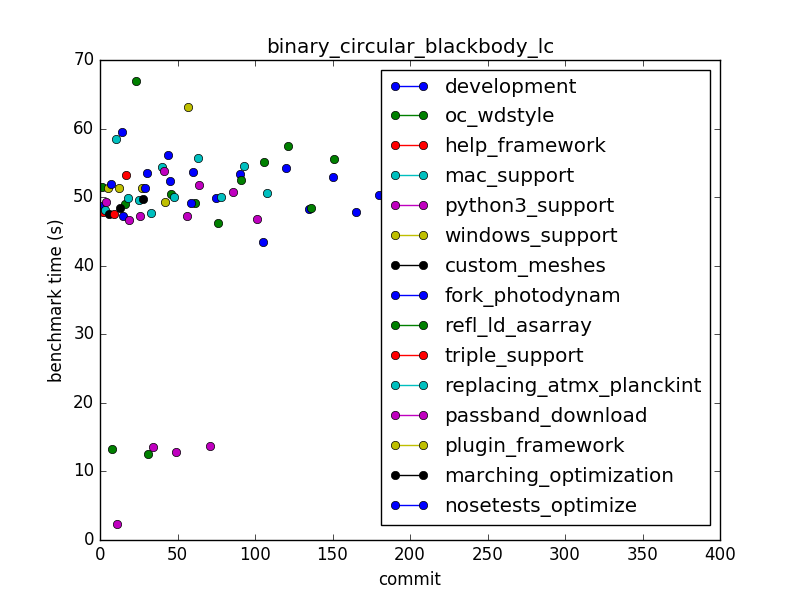 binary_circular_blackbody_lc
70
60
50
40
30
20
10
0
benchmark time (s)
development
oc_wdstyle
help_framework
mac_support
python3_support
windows_support
custom_meshes
fork_photodynam
refl_ld_asarray
triple_support
replacing_atmx_planckint
passband_download
plugin_framework
marching_optimization
nosetests_optimize
0 50 100 150 200 250 300 350 400
commit